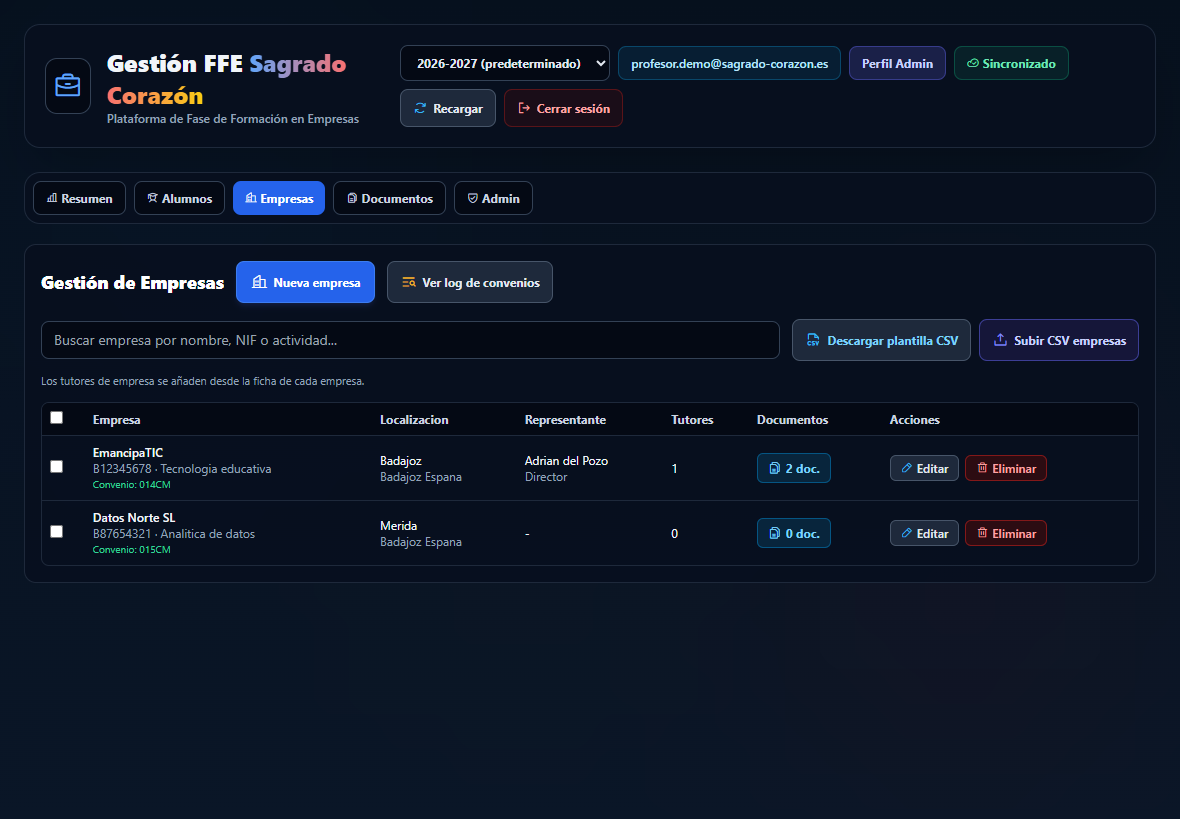 Gestión FFE Sagrado
Corazón
Plataforma de Fase de Formación en Empresas
2026-2027 (predeterminado)
profesor.demo@sagrado-corazon.es
Perfil Admin
Sincronizado
Recargar
Cerrar sesión
Resumen
Alumnos
Empresas
Documentos
Admin
Gestión de Empresas
Nueva empresa
Ver log de convenios
Buscar empresa por nombre, NIF o actividad...
CSV
Descargar plantilla CSV
Subir CSV empresas
Los tutores de empresa se añaden desde la ficha de cada empresa.
Empresa Localizacion Representante Tutores Documentos Acciones
EmancipaTIC
B12345678 · Tecnologia educativa
Convenio: 014CM
Badajoz
Badajoz Espana
Adrian del Pozo
Director
1
2 doc.
Editar
Eliminar
Datos Norte SL
B87654321 · Analitica de datos
Convenio: 015CM
Merida
Badajoz Espana
-
0
0 doc.
Editar
Eliminar